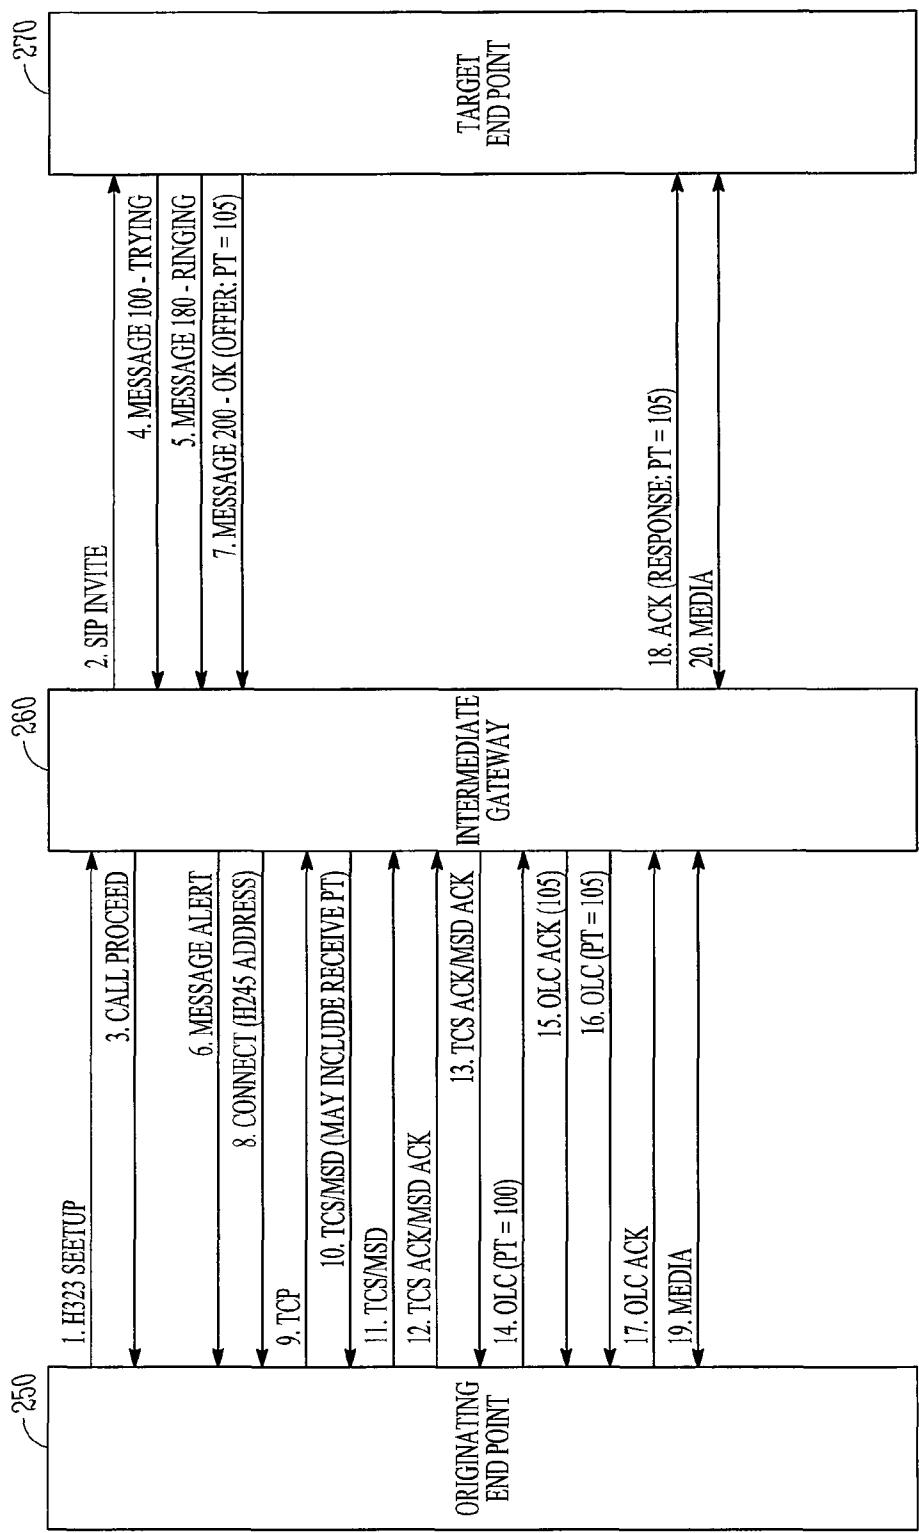 250
260
270
ORIGINATING
END POINT
INTERMEDIATE
GATEWAY
TARGET
END POINT
1. H323 SEETUP
2. SIP INVITE
3. CALL PROCEED
4. MESSAGE 100 - TRYING
5. MESSAGE 180 - RINGING
6. MESSAGE ALERT
7. MESSAGE 200 - OK (OFFER: PT = 105)
8. CONNECT (H245 ADDRESS)
9. TCP
10. TCS/MSD (MAY INCLUDE RECEIVE PT)
11. TCS/MSD
12. TCS ACK/MSD ACK
13. TCS ACK/MSD ACK
14. OLC (PT = 100)
15. OLC ACK (105)
16. OLC (PT = 105)
17. OLC ACK
18. ACK (RESPONSE: PT = 105)
19. MEDIA
20. MEDIA